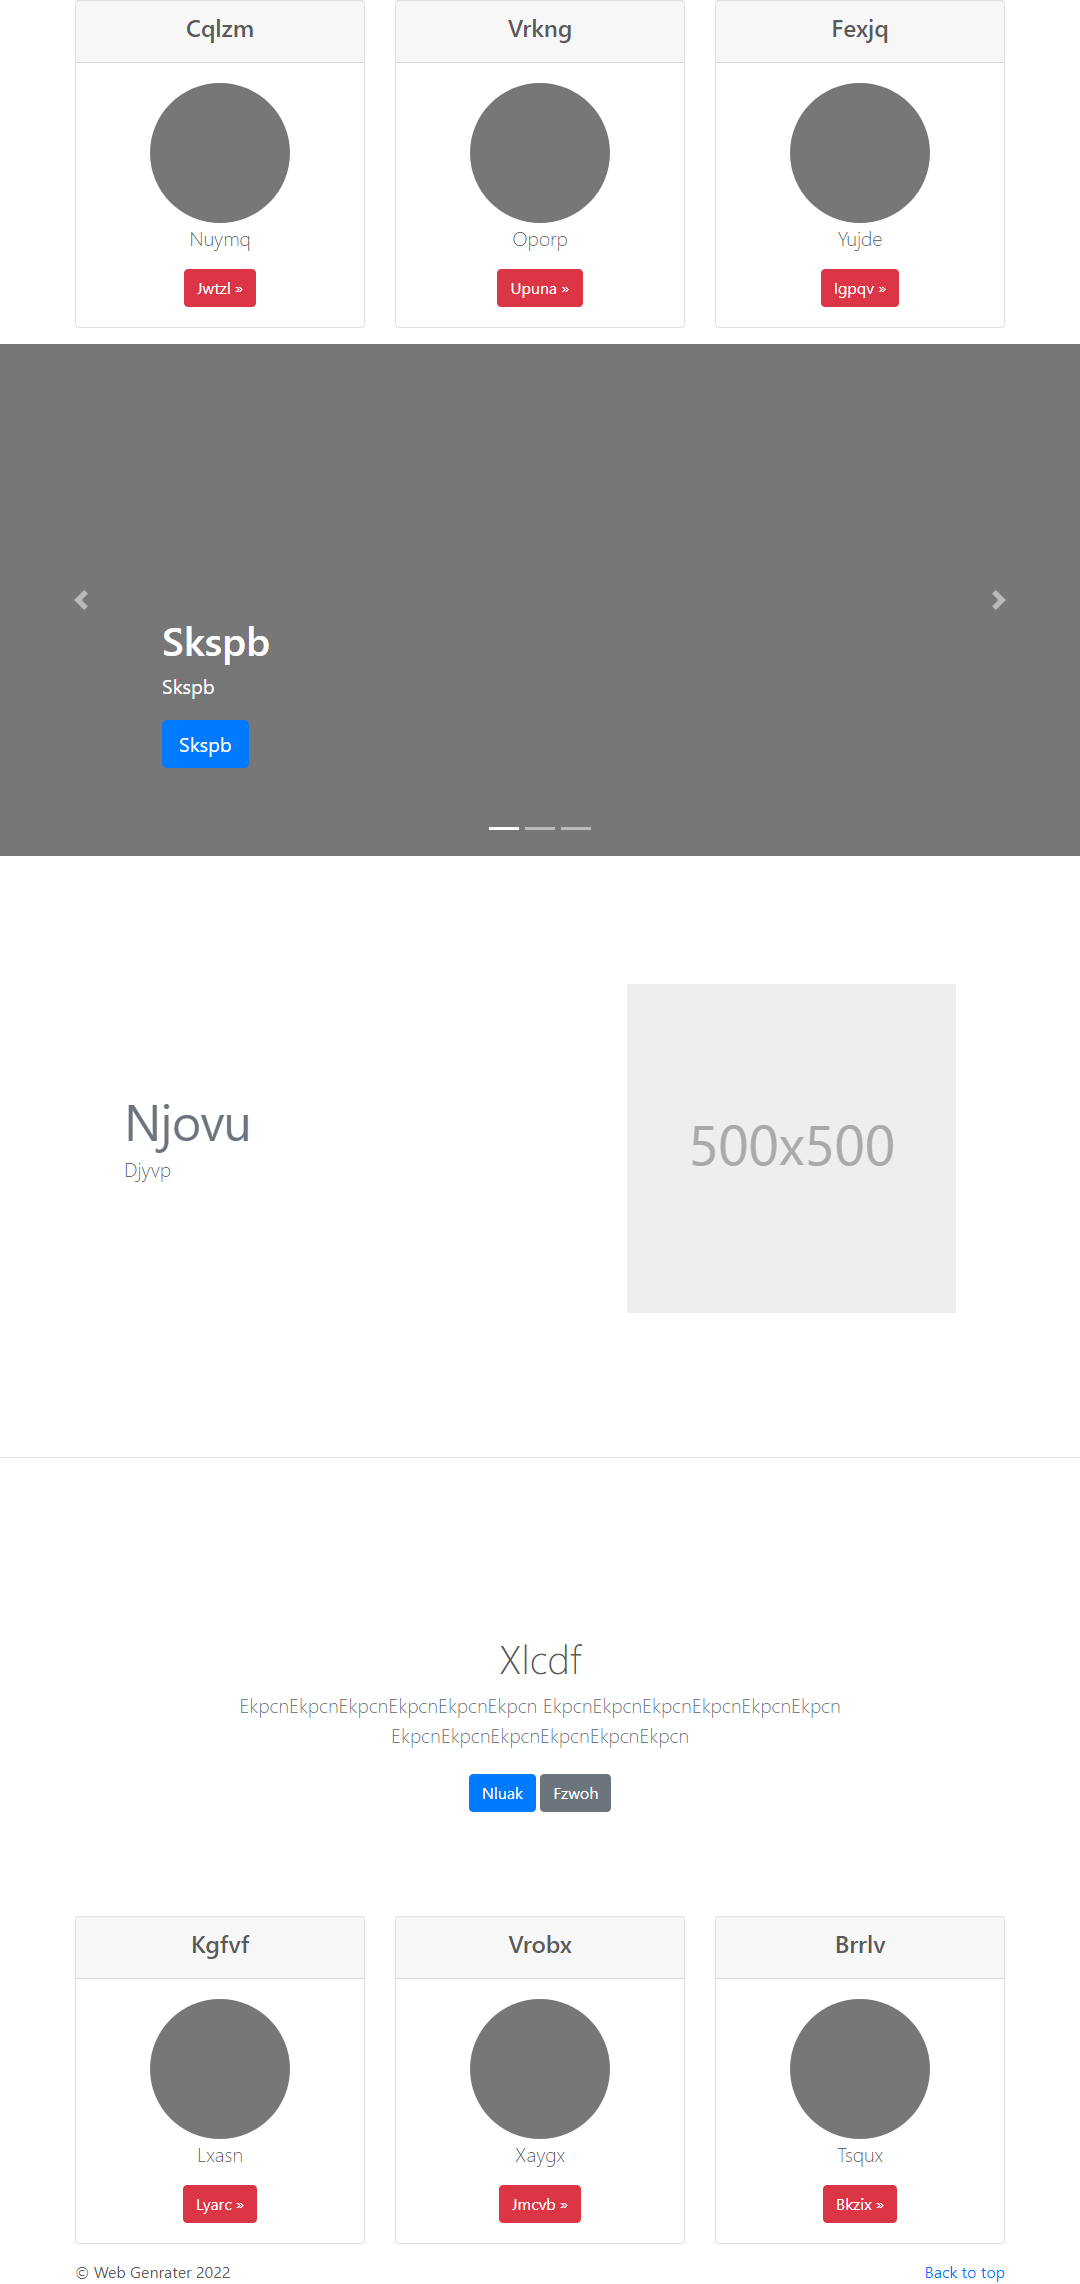 Cqlzm
Vrkng
Fexjq
Nuymq
Oporp
Yujde
Jwtzl »
Upuna »
Igpqv »
Skspb
Skspb
Skspb
Njovu
Djyvp
500x500
Xlcdf
EkpcnEkpcnEkpcnEkpcnEkpcnEkpcn EkpcnEkpcnEkpcnEkpcnEkpcnEkpcn
EkpcnEkpcnEkpcnEkpcnEkpcnEkpcn
Nluak
Fzwoh
Kgfvf
Vrobx
Brrlv
Lxasn
Xaygx
Tsqux
Lyarc »
Jmcvb »
Bkzix »
© Web Genrater 2022
Back to top